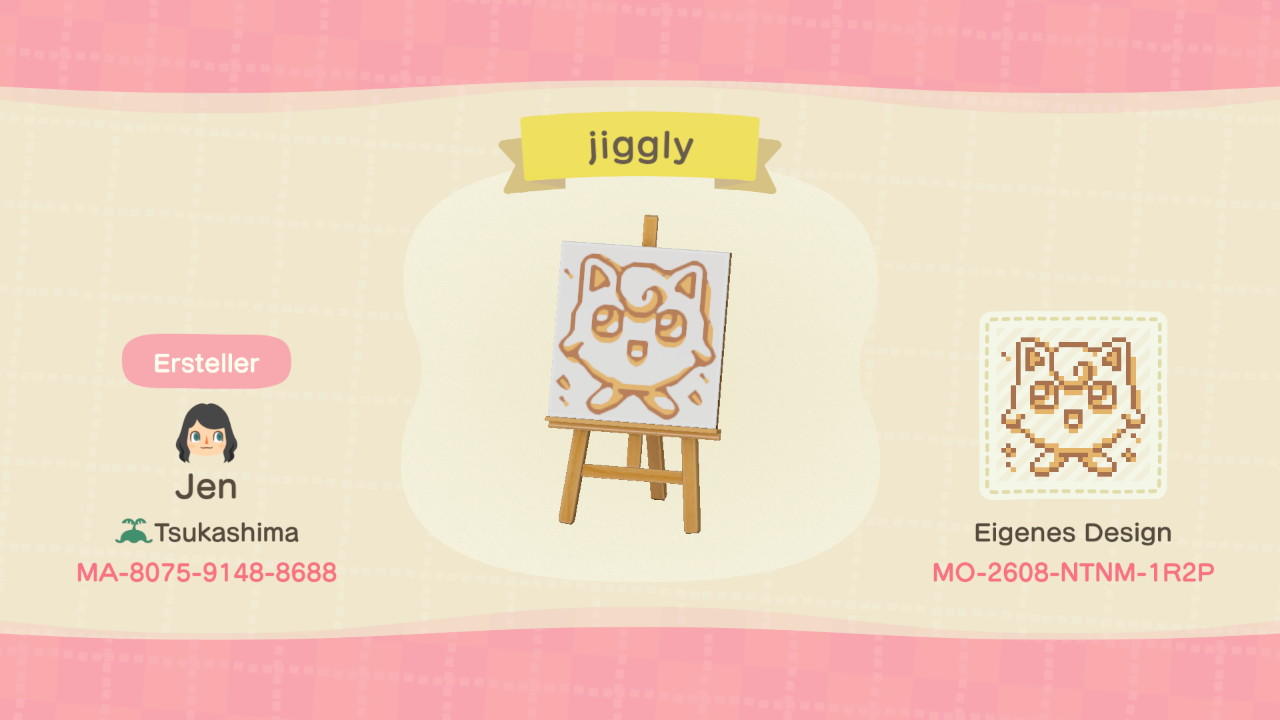 jiggly
Ersteller
Jen
Tsukashima
MA-8075-9148-8688
Eigenes Design
MO-2608-NTNM-1R2P